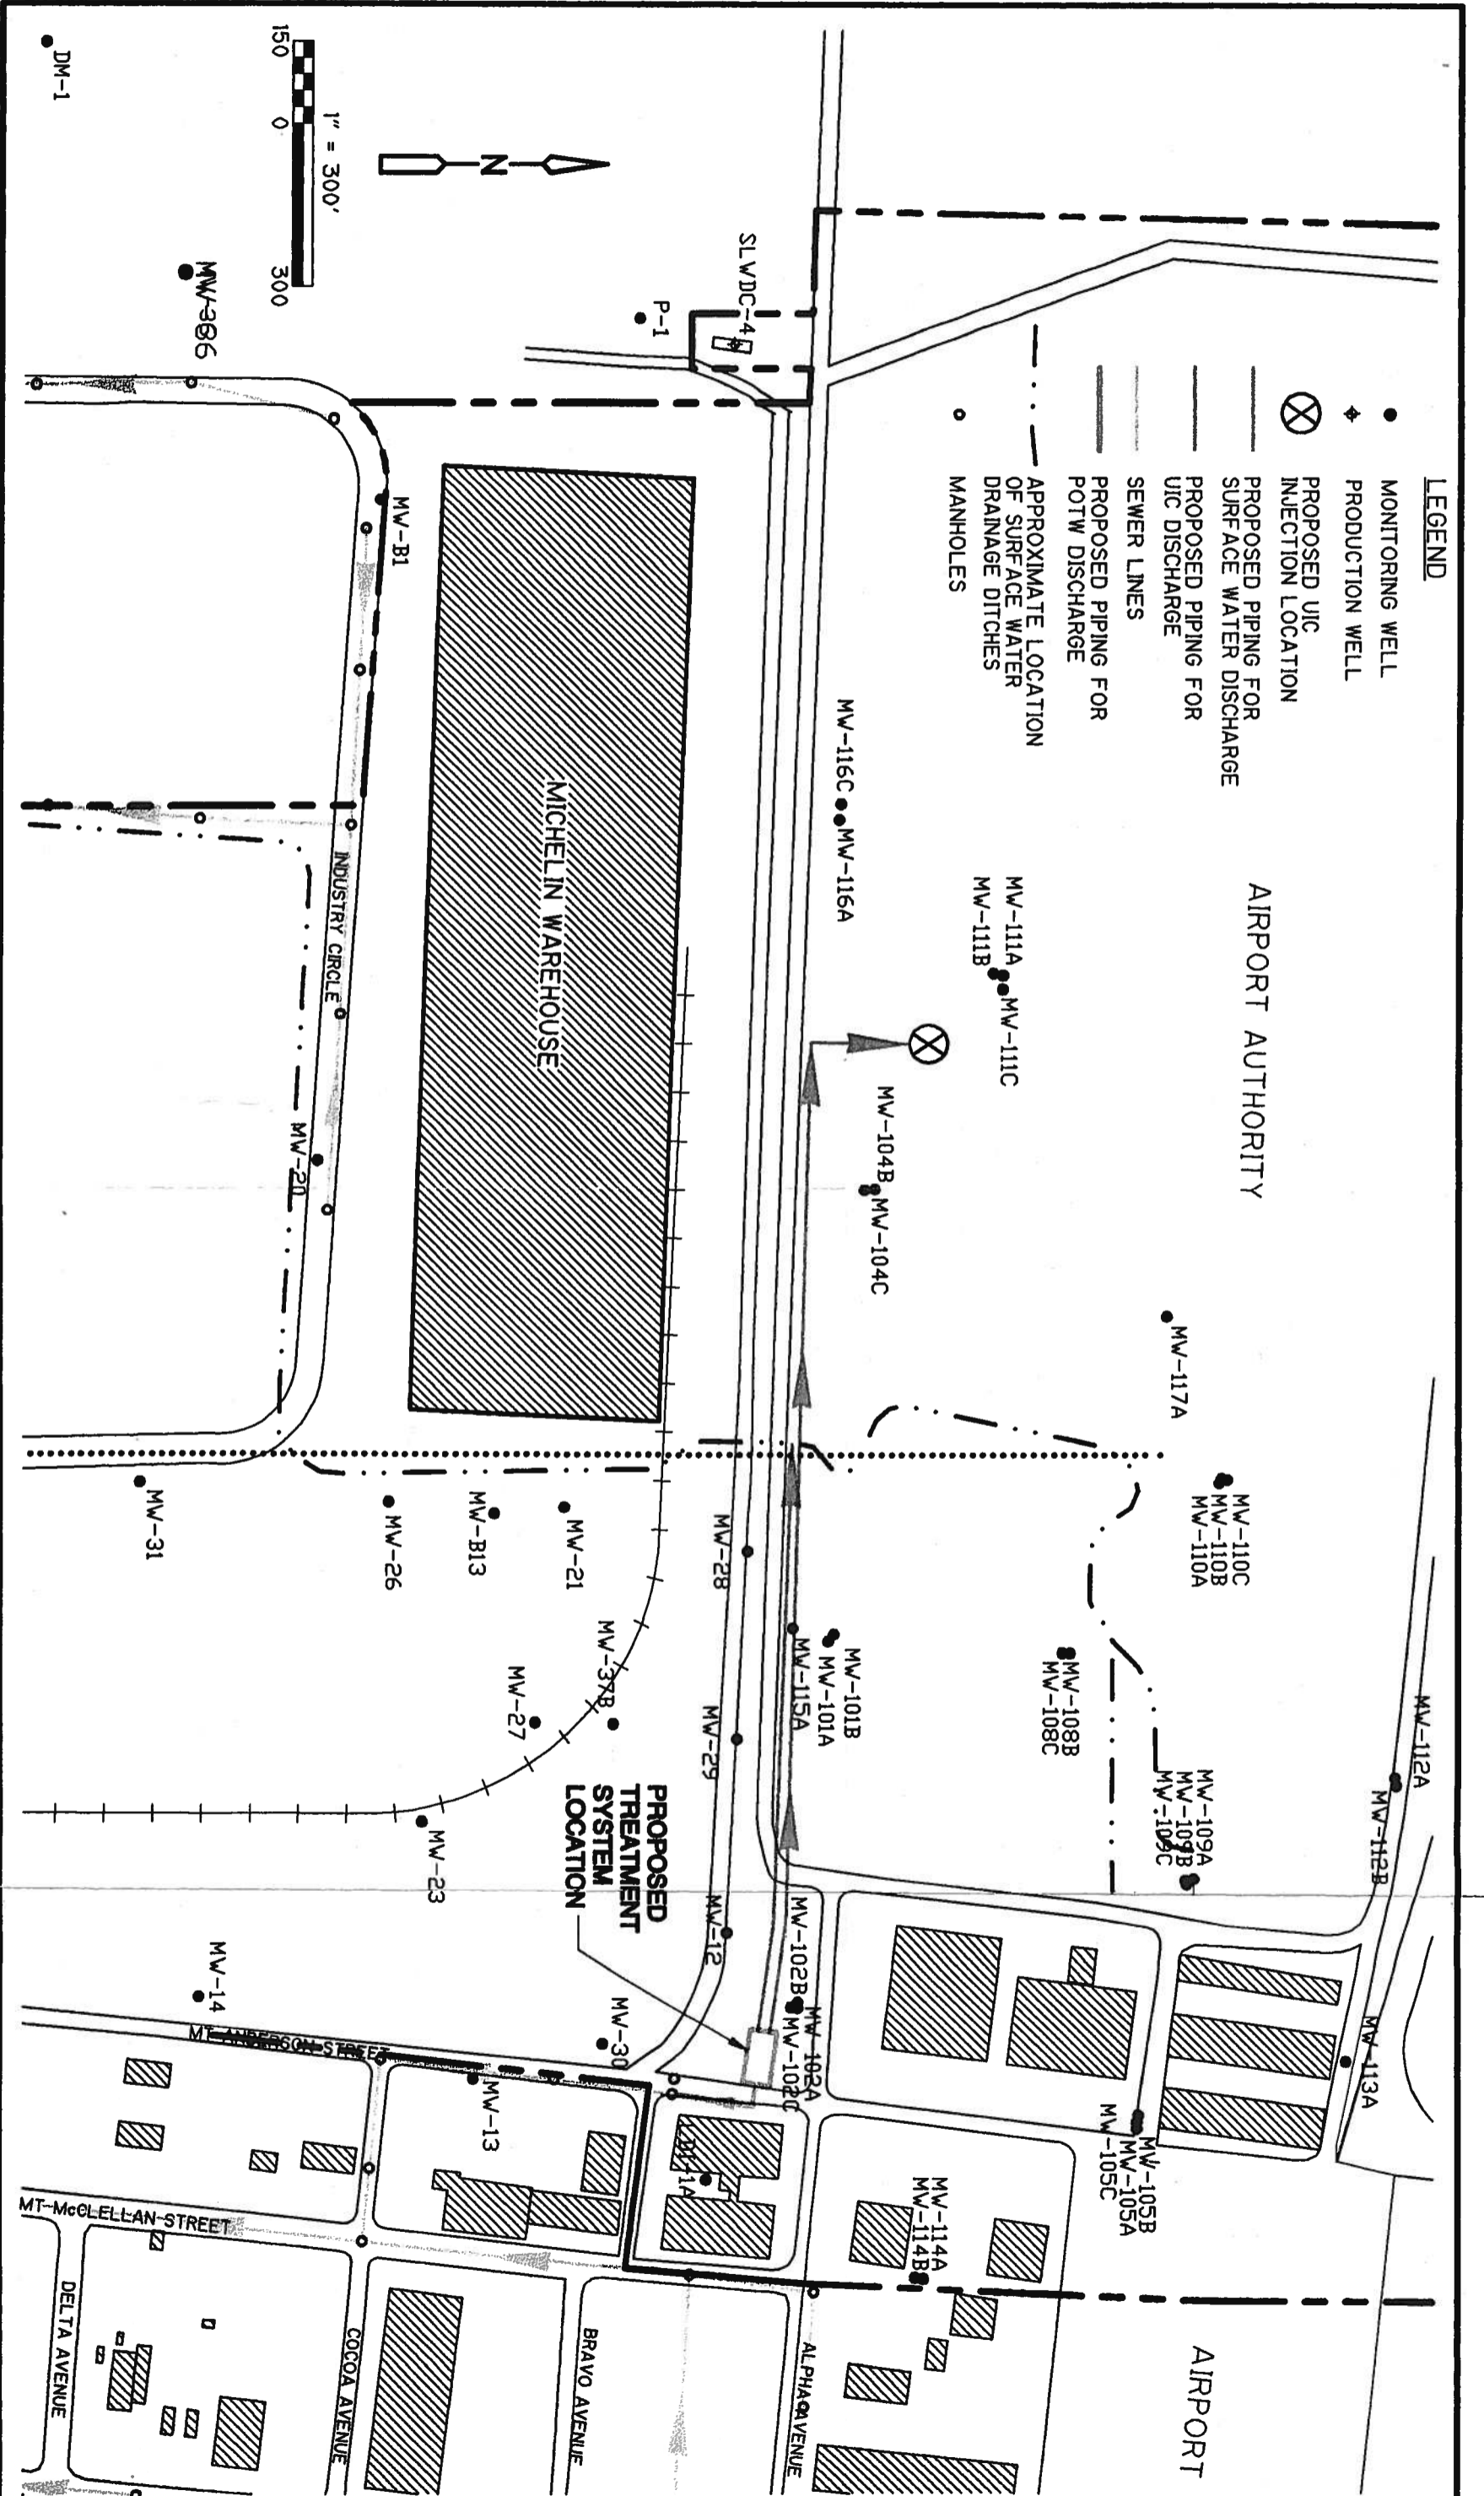 LEGEND
MONITORING WELL
PRODUCTION WELL
PROPOSED UIC
INJECTION LOCATION
PROPOSED PIPING FOR
SURFACE WATER DISCHARGE
PROPOSED PIPING FOR
UIC DISCHARGE
SEWER LINES
PROPOSED PIPING FOR
POTW DISCHARGE
APPROXIMATE LOCATION
OF SURFACE WATER
DRAINAGE DITCHES
MANHOLES
AIRPORT AUTHORITY
AIRPORT
MW-112A
MW-112B
MW-113A
MW-110C
MW-110B
MW-110A
MW-117A
MW-109A
MW-109B
MW-109C
MW-105B
MW-105A
MW-105C
MW-108B
MW-108C
MW-111A
MW-111B
MW-111C
MW-114A
MW-114B
MW-104B
MW-104C
MW-116C
MW-116A
MW-101B
MW-101A
MW-115A
MW-102B
MW-102A
MW-102C
ALPHA AVENUE
SLWDC-4
MW-28
MW-29
MW-12
P-1
PROPOSED
TREATMENT
SYSTEM
LOCATION
MW-30
MW-37B
MW-21
MW-27
MICHELIN WAREHOUSE
BRAVO AVENUE
N
MW-B13
MW-13
MW-B1
MW-26
MW-23
INDUSTRY CIRCLE
COCOA AVENUE
1" = 300'
150
0
300
MW-20
MW-14
MT ANDERSON STREET
MW-31
MT-McCLELLAN STREET
DELTA AVENUE
DM-1